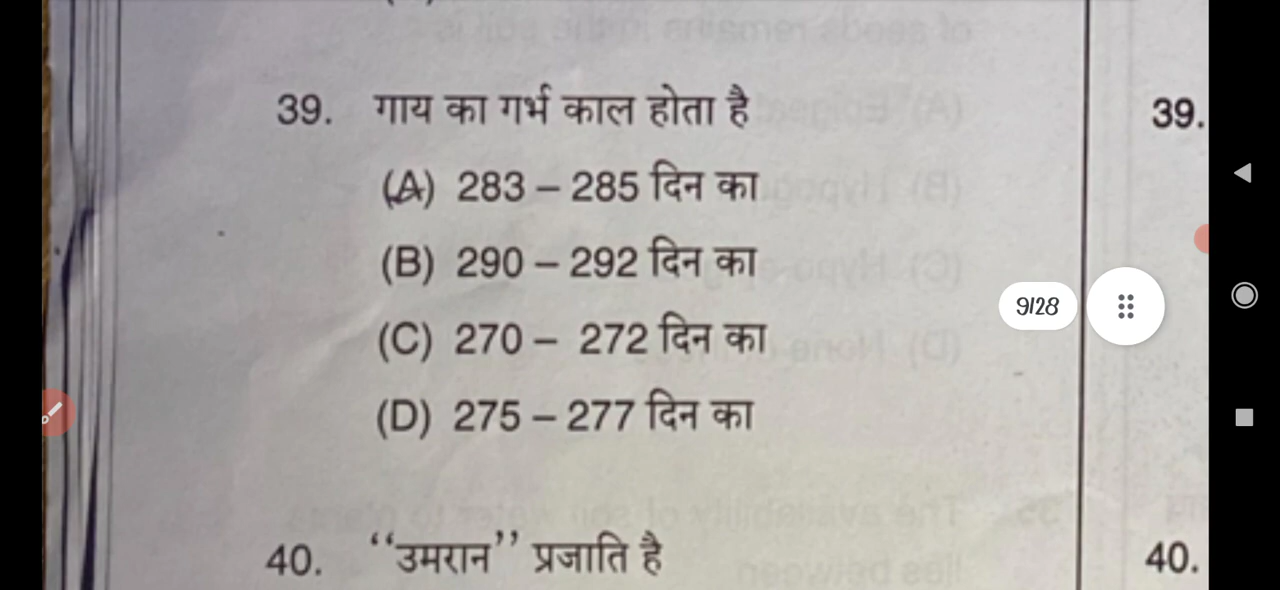 39. गाय का गर्भ काल होता है
(A) 283 – 285 दिन का
(B) 290 – 292 दिन का
(C) 270 – 272 दिन का
(D) 275 – 277 दिन का
40. ‘‘उमरान’’ प्रजाति है
39.
40.
9/28